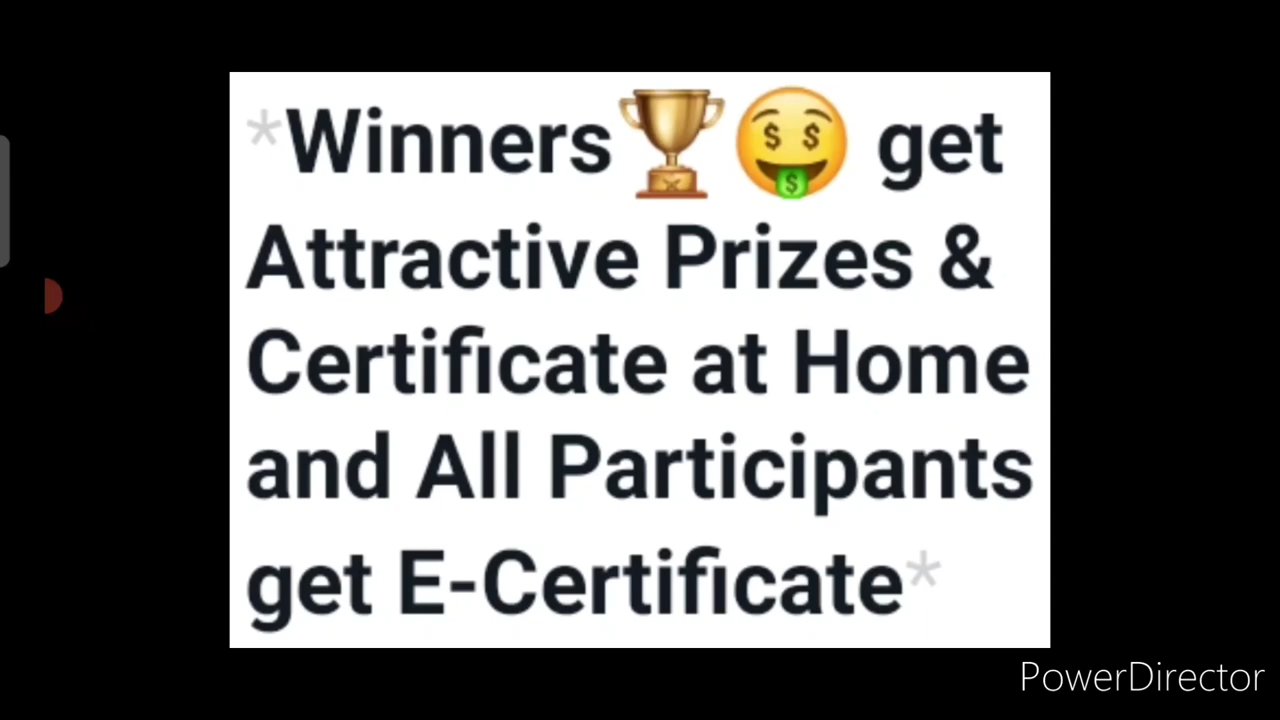 *Winners🏆🤑 get
Attractive Prizes &
Certificate at Home
and All Participants
get E-Certificate*
PowerDirector